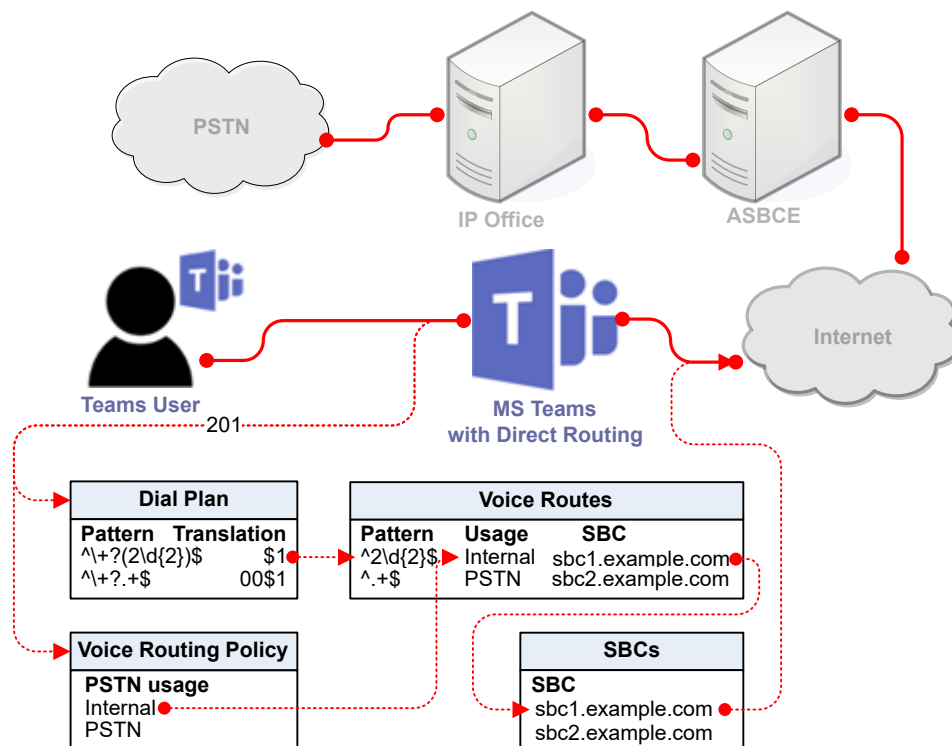 PSTN
IP Office
ASBCE
Internet
T
T
Teams User
MS Teams
with Direct Routing
201
Dial Plan
Pattern Translation
^\+?(2\d{2})$ $1
^\+?.+$ 00$1
Voice Routes
Pattern Usage SBC
^2\d{2}$ Internal sbc1.example.com
^.+$ PSTN sbc2.example.com
Voice Routing Policy
PSTN usage
Internal
PSTN
SBCs
SBC
sbc1.example.com
sbc2.example.com